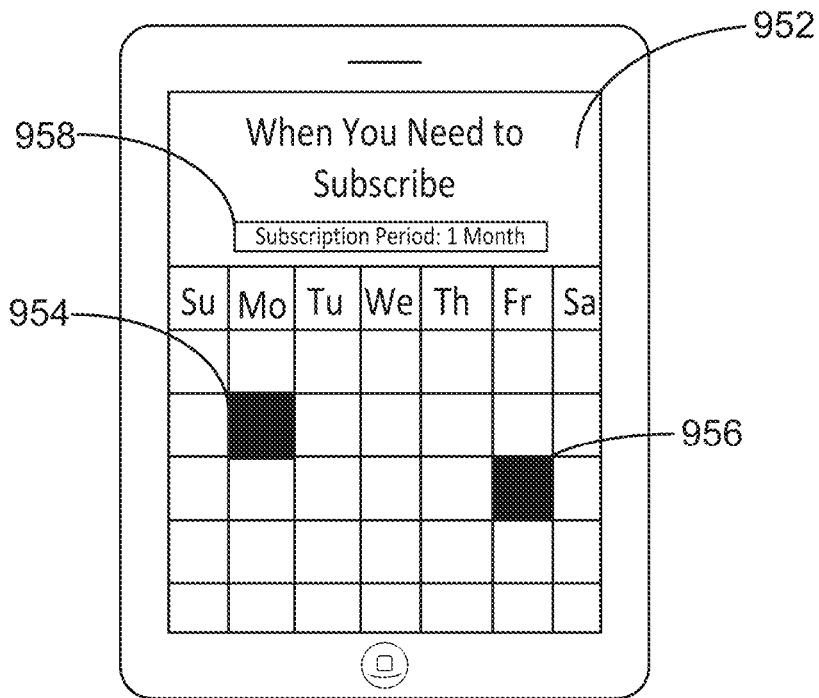 952
When You Need to
958
Subscribe
Subscription Period: 1 Month
Su Mo Tu We Th Fr Sa
954
956